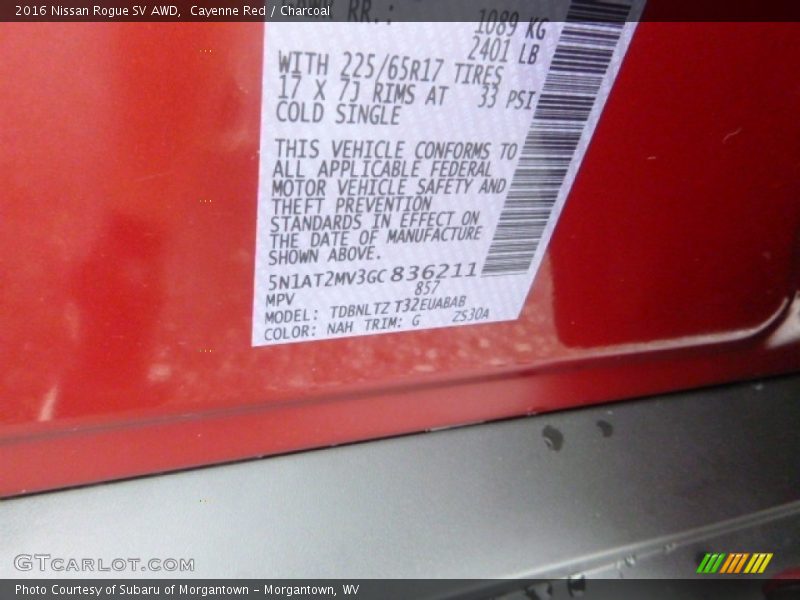 2016 Nissan Rogue SV AWD,  Cayenne Red / Charcoal
RR.:
1089 KG
2401 LB
WITH 225/65R17 TIRES
17 X 7J RIMS AT 33 PSI
COLD SINGLE
THIS VEHICLE CONFORMS TO
ALL APPLICABLE FEDERAL
MOTOR VEHICLE SAFETY AND
THEFT PREVENTION
STANDARDS IN EFFECT ON
THE DATE OF MANUFACTURE
SHOWN ABOVE.
5N1AT2MV3GC836211
MPV 857
MODEL: TDBNLTZ T32EUABAB
COLOR: NAH TRIM: G ZS30A
GTCARLOT.COM
Photo Courtesy of Subaru of Morgantown - Morgantown, WV